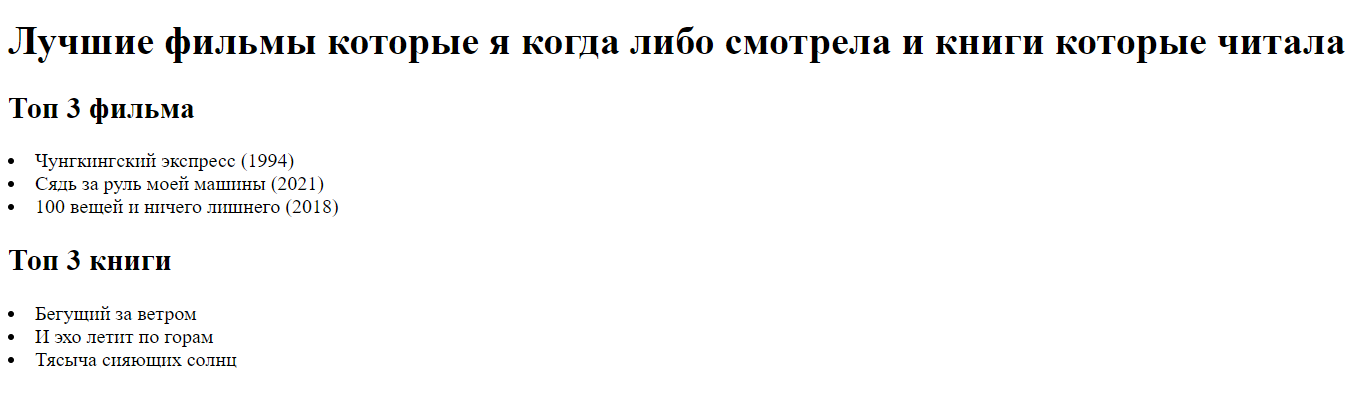 Лучшие фильмы которые я когда либо смотрела и книги которые читала
Топ 3 фильма
• Чунгкингский экспресс (1994)
• Сядь за руль моей машины (2021)
• 100 вещей и ничего лишнего (2018)
Топ 3 книги
• Бегущий за ветром
• И эхо летит по горам
• Тясыча сияющих солнц